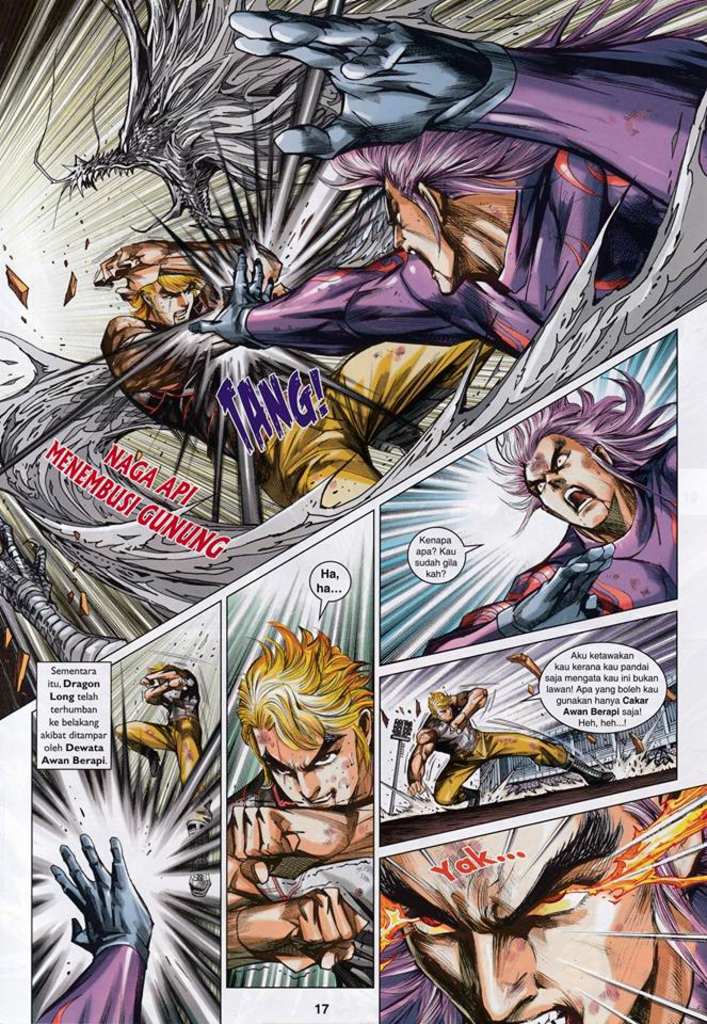 TANG!
NAGA API
MENEMBUSI GUNUNG
Kenapa
apa? Kau
sudah gila
kah?
Ha,
ha...
Sementara
itu, Dragon
Long telah
terhumban
ke belakang
akibat ditampar
oleh Dewata
Awan Berapi.
Aku ketawakan
kau kerana kau pandai
saja mengata kamu ini bukan
lawan! Apa yang boleh kau
gunakan hanya Cakar
Awan Berapi saja!
Heh, heh...!
Yak...
17